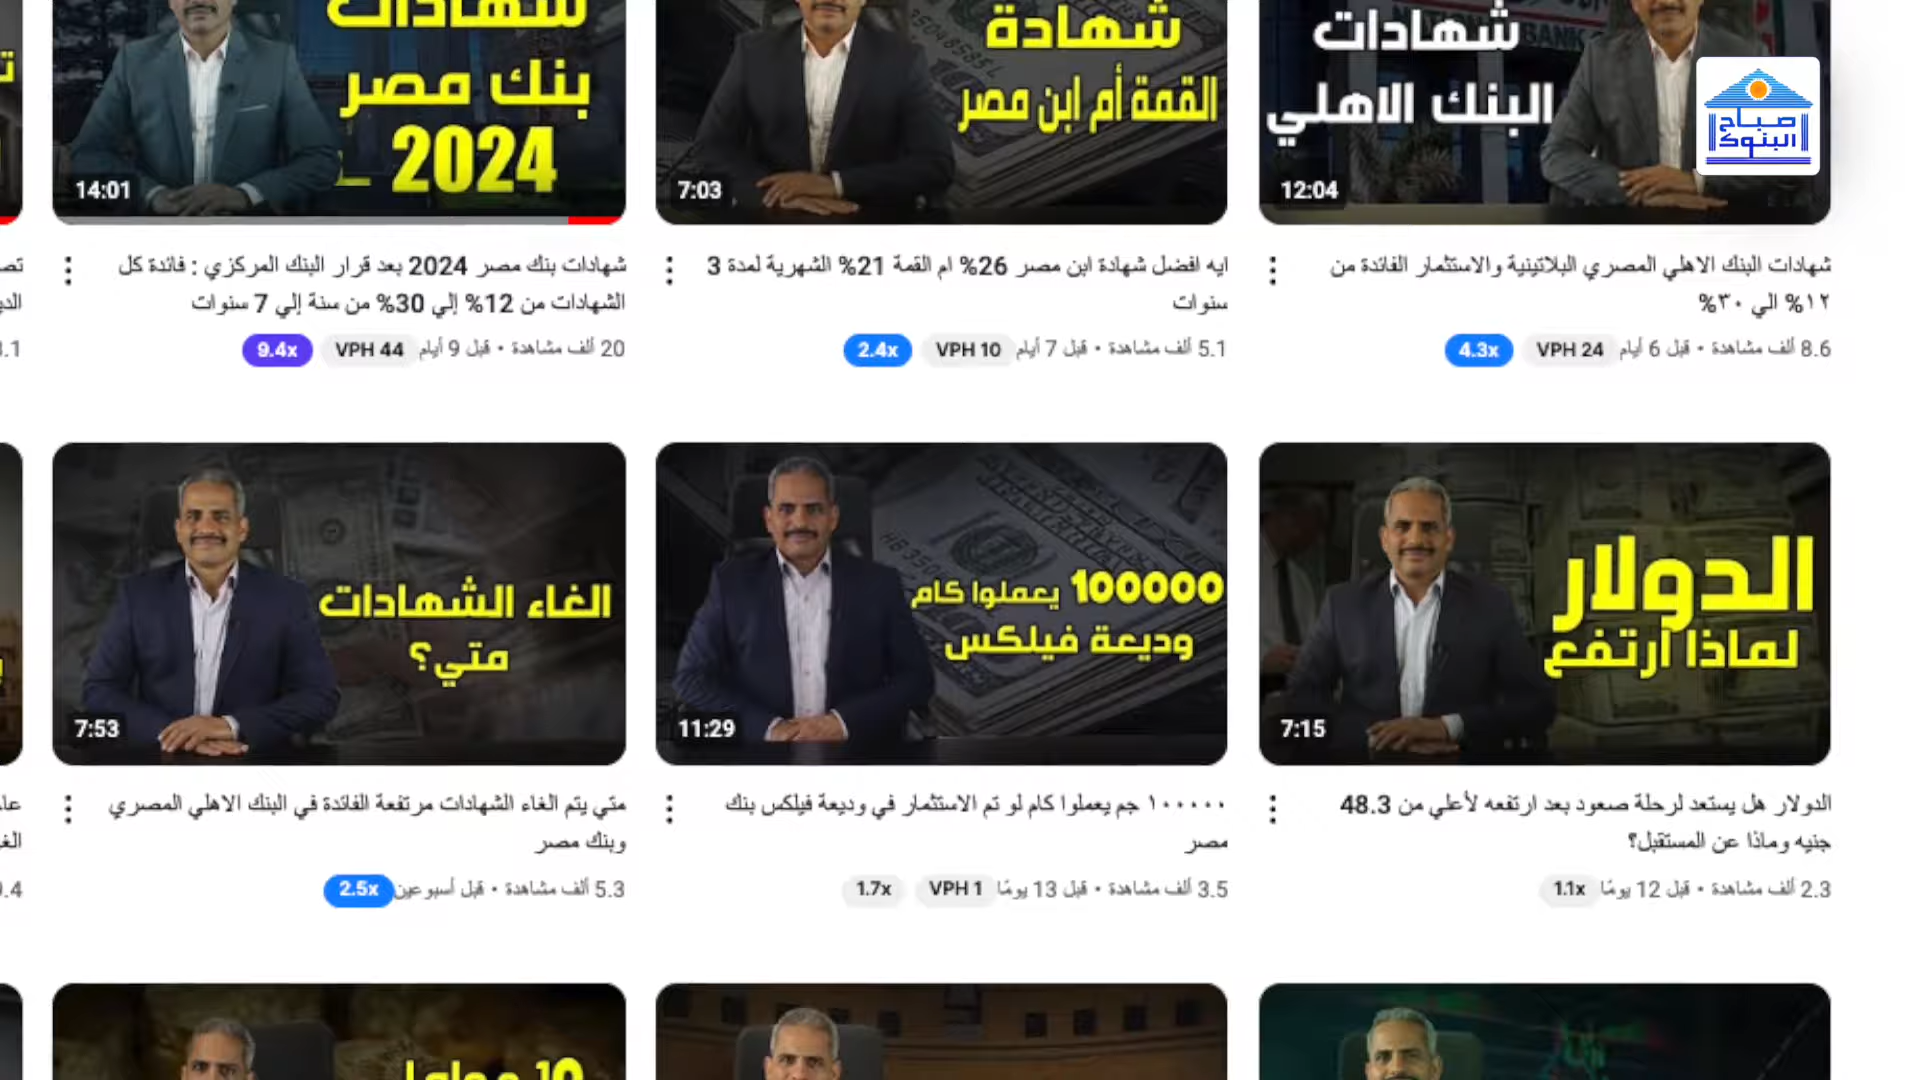 شهادات
البنك الاهلي
صباح
البنوك
12:04
شهادات البنك الاهلي المصري البلاتينية والاستثمار الفائدة من
١٢% الي ٣٠%
8.6 ألف مشاهدة • قبل 6 أيام
VPH 24
4.3x
شهادة
القمة أم ابن مصر
7:03
ايه افضل شهادة ابن مصر 26% ام القمة 21% الشهرية لمدة 3
سنوات
5.1 ألف مشاهدة • قبل 7 أيام
VPH 10
2.4x
شهادات
بنك مصر
2024
14:01
شهادات بنك مصر 2024 بعد قرار البنك المركزي : فائدة كل
الشهادات من 12% إلي 30% من سنة إلي 7 سنوات
20 ألف مشاهدة • قبل 9 أيام
VPH 44
9.4x
الدولار
لماذا ارتفع
7:15
الدولار هل يستعد لرحلة صعود بعد ارتفعه لأعلي من 48.3
جنيه وماذا عن المستقبل؟
2.3 ألف مشاهدة • قبل 12 يومًا
1.1x
100000 يعملوا كام
وديعة فيلكس
11:29
١٠٠٠٠٠ جم يعملوا كام لو تم الاستثمار في وديعة فيلكس بنك
مصر
3.5 ألف مشاهدة • قبل 13 يومًا
VPH 1
1.7x
الغاء الشهادات
متي؟
7:53
متي يتم الغاء الشهادات مرتفعة الفائدة في البنك الاهلي المصري
وبنك مصر
5.3 ألف مشاهدة • قبل أسبوعين
2.5x